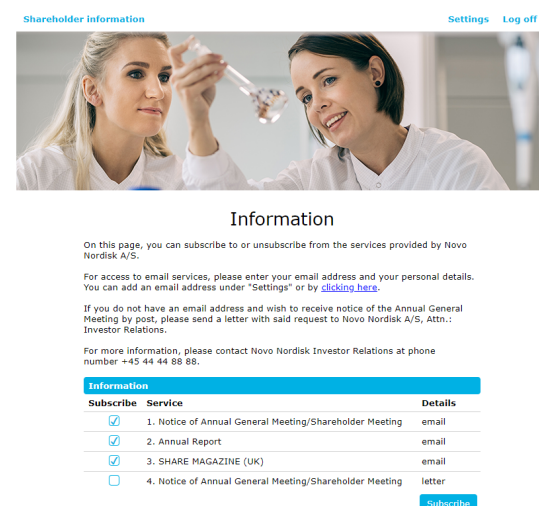 Shareholder information Settings Log off
Information
On this page, you can subscribe to or unsubscribe from the services provided by Novo
Nordisk A/S.
For access to email services, please enter your email address and your personal details.
You can add an email address under "Settings" or by clicking here.
If you do not have an email address and wish to receive notice of the Annual General
Meeting by post, please send a letter with said request to Novo Nordisk A/S, Attn.:
Investor Relations.
For more information, please contact Novo Nordisk Investor Relations at phone
number +45 44 44 88 88.
Information
Subscribe Service Details
1. Notice of Annual General Meeting/Shareholder Meeting email
2. Annual Report email
3. SHARE MAGAZINE (UK) email
4. Notice of Annual General Meeting/Shareholder Meeting letter
Subscribe